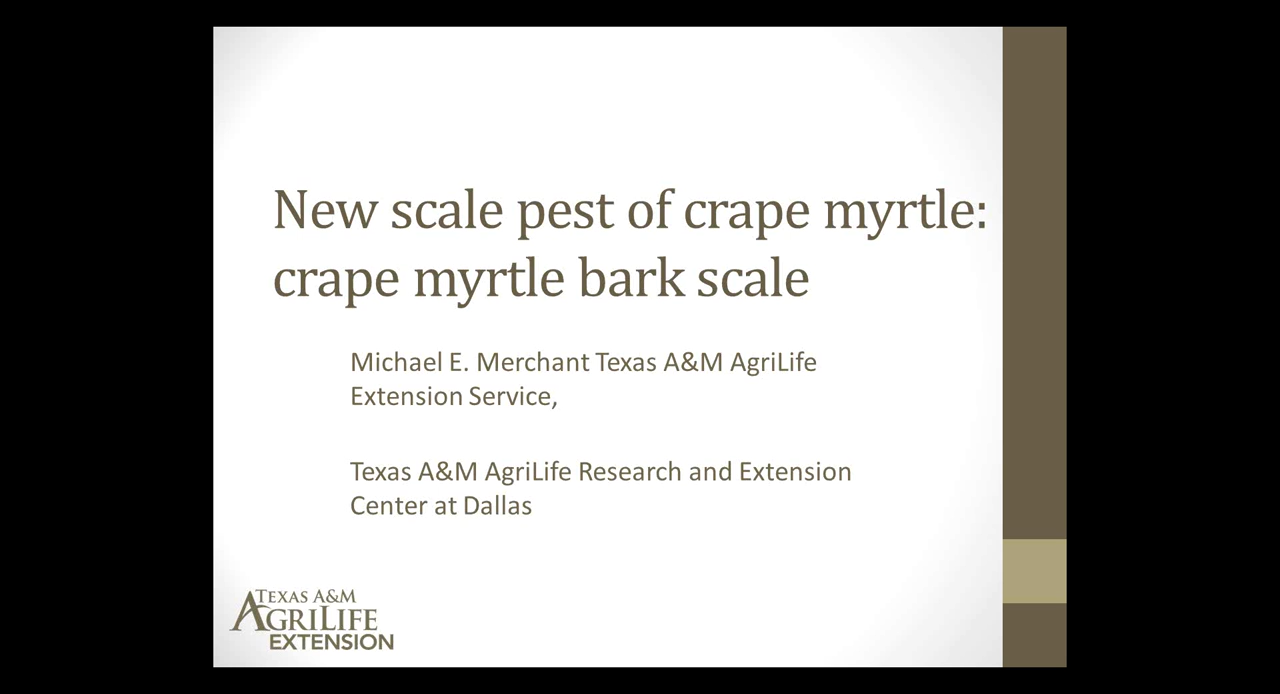 New scale pest of crape myrtle:
crape myrtle bark scale
Michael E. Merchant Texas A&M AgriLife
Extension Service,
Texas A&M AgriLife Research and Extension
Center at Dallas
TEXAS A&M
AGRILIFE
EXTENSION